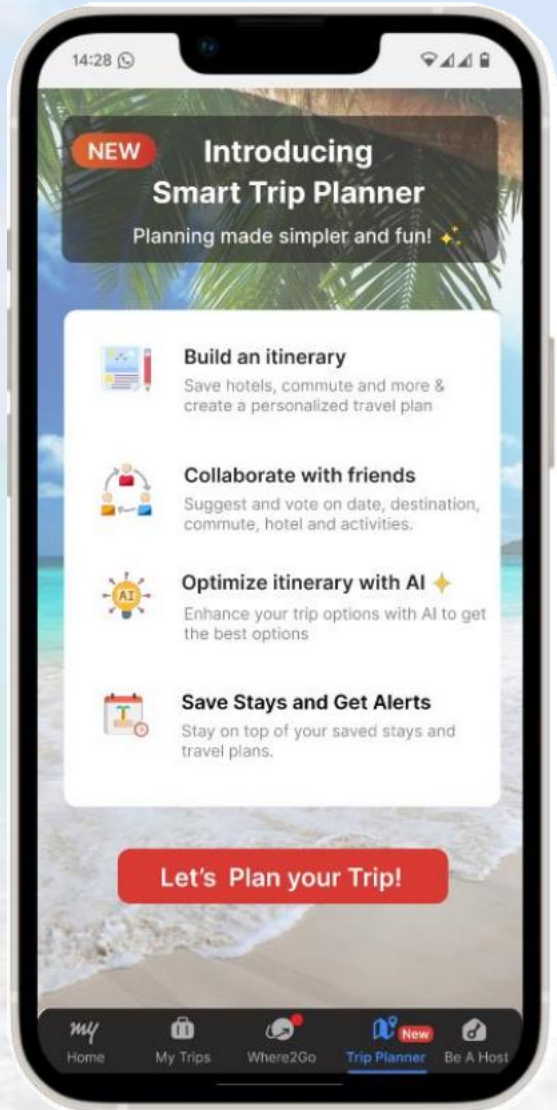 14:28
NEW
Introducing
Smart Trip Planner
Planning made simpler and fun!
Build an itinerary
Save hotels, commute and more &
create a personalized travel plan
Collaborate with friends
Suggest and vote on date, destination,
commute, hotel and activities.
AI
Optimize itinerary with AI
Enhance your trip options with AI to get
the best options
Save Stays and Get Alerts
Stay on top of your saved stays and
travel plans.
Let's Plan your Trip!
my
New
Home
My Trips
Where2Go
Trip Planner
Be A Host